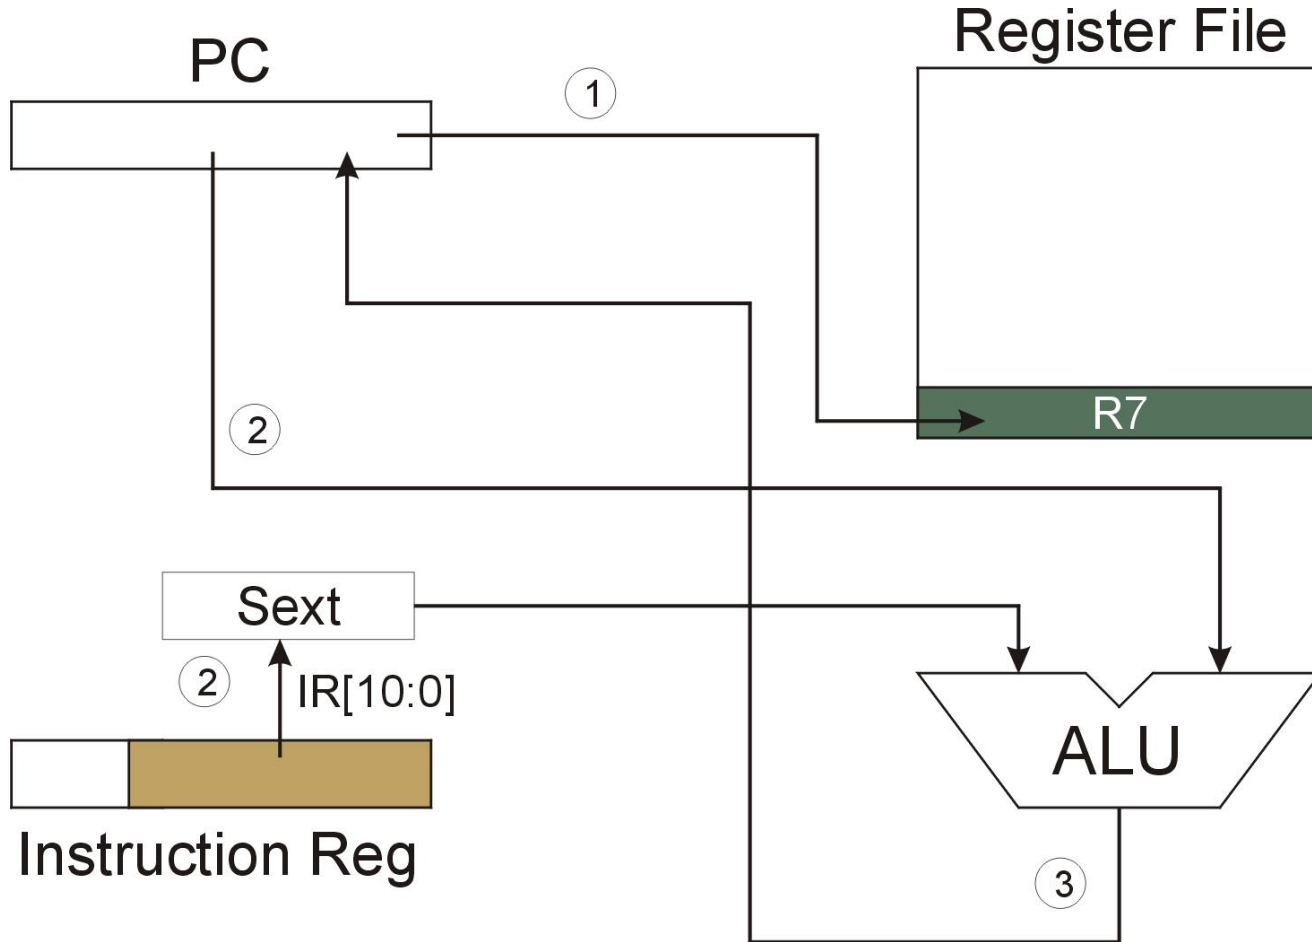 PC
Register File
1
R7
2
Sext
2
IR[10:0]
ALU
Instruction Reg
3